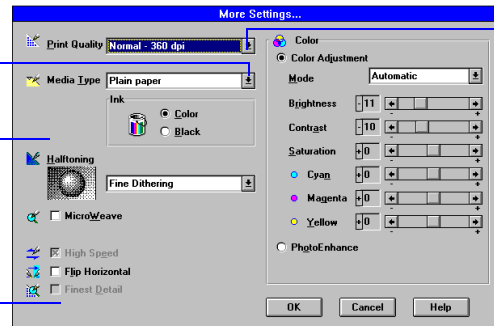 More Settings...
Print Quality Normal - 360 dpi
Media Type Plain paper
Ink
Color
Black
Halftoning
Fine Dithering
MicroWeave
High Speed
Flip Horizontal
Finest Detail
Color
Color Adjustment
Mode Automatic
Brightness - 11
- +
Contrast - 10
- +
Saturation + 0
- +
Cyan + 0
- +
Magenta + 0
- +
Yellow + 0
- +
PhotoEnhance
OK Cancel Help